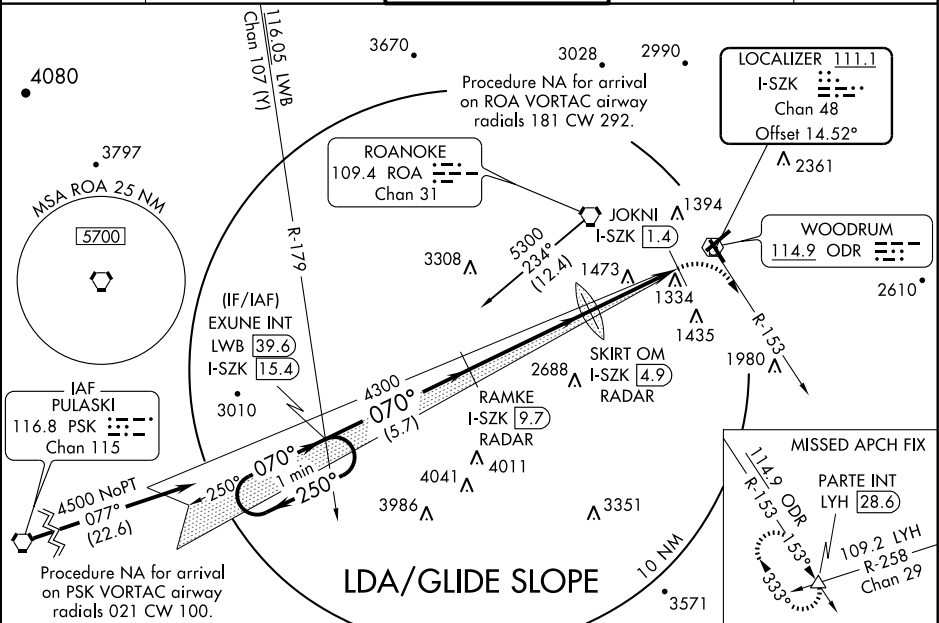 116.05 LWB
Chan 107 (Y)
R-179
3670
3028
2990
4080
Procedure NA for arrival
on ROA VORTAC airway
radials 181 CW 292.
LOCALIZER 111.1
I-SZK
Chan 48
Offset 14.52°
2361
3797
MSA ROA 25 NM
5700
ROANOKE
109.4 ROA
Chan 31
JOKNI
I-SZK 1.4
1394
WOODRUM
114.9 ODR
2610
5300
234°
(12.4)
3308
1473
1334
1435
R-153
1980
(IF/IAF)
EXUNE INT
LWB 39.6
I-SZK 15.4
3010
SKIRT OM
I-SZK 4.9
RADAR
2688
4300
070°
(5.7)
RAMKE
I-SZK 9.7
RADAR
IAF
PULASKI
116.8 PSK
Chan 115
4500 NoPT
077°
(22.6)
250°
070°
1 min
250°
4041
4011
3986
3351
Procedure NA for arrival
on PSK VORTAC airway
radials 021 CW 100.
LDA/GLIDE SLOPE
10 NM
3571
MISSED APCH FIX
114.9 ODR
R-153
153°
333°
PARTE INT
LYH 28.6
109.2 LYH
R-258
Chan 29